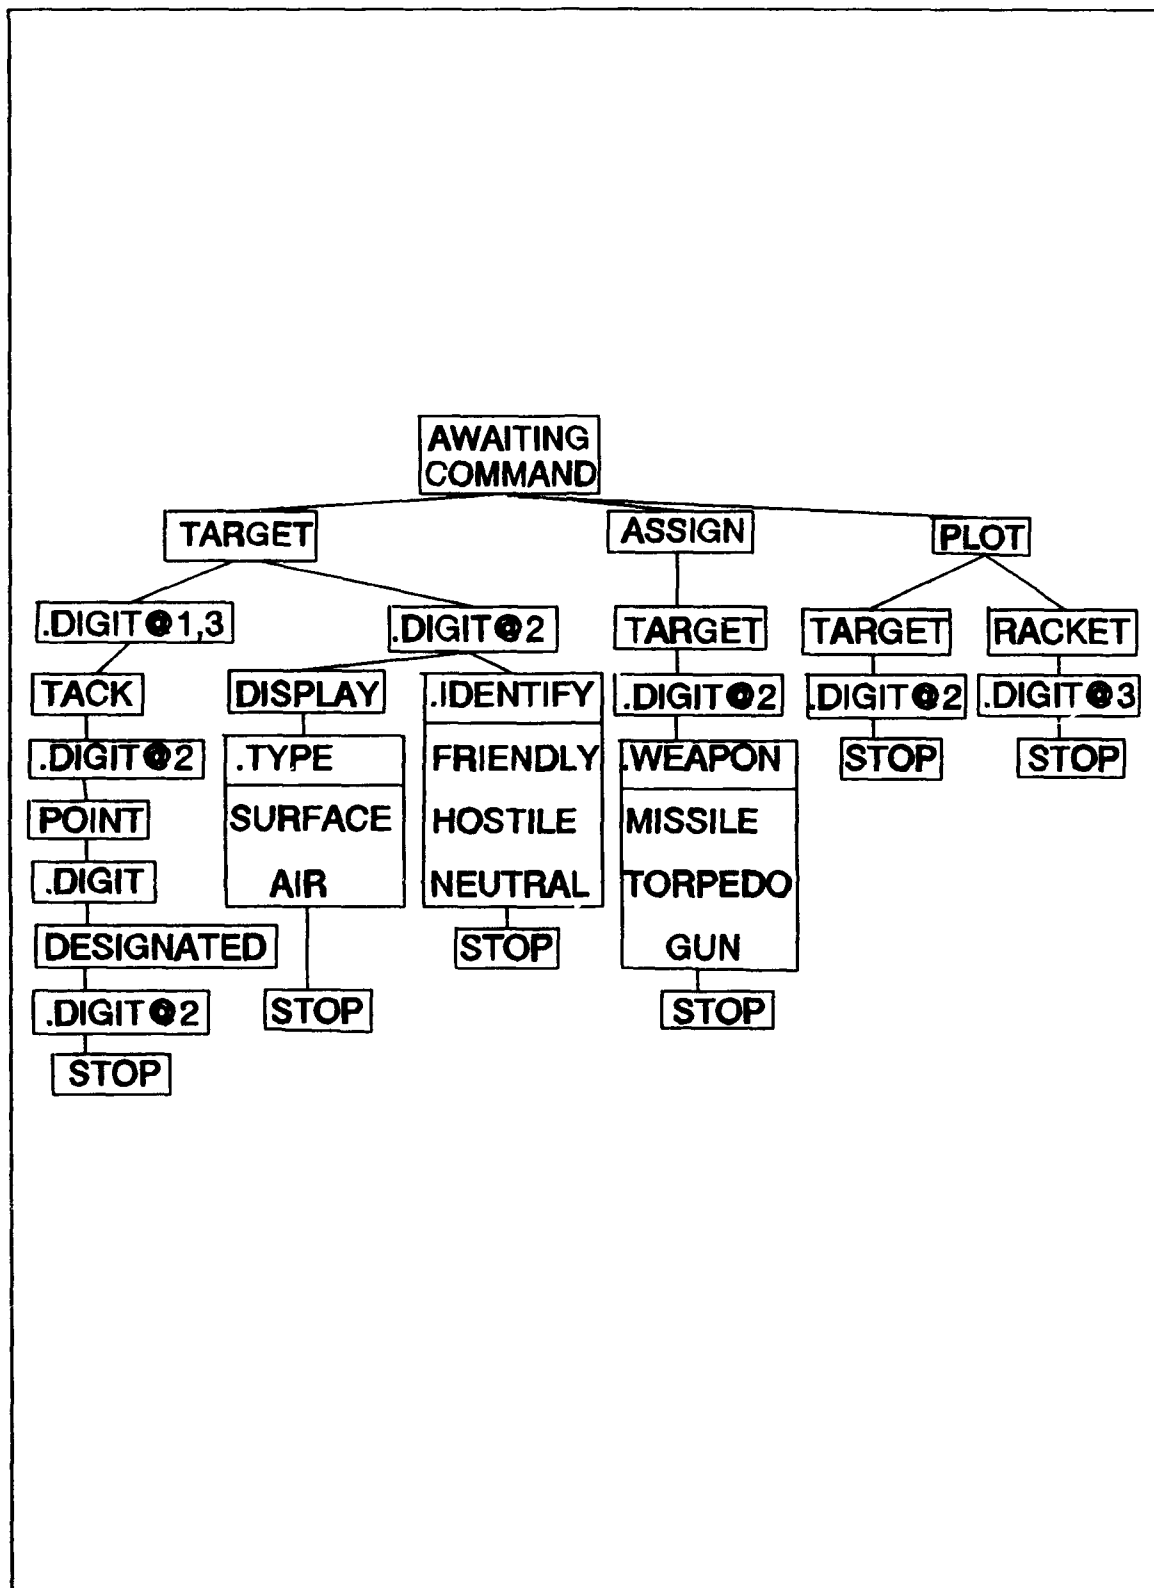 AWAITING
COMMAND
TARGET
ASSIGN
PLOT
.DIGIT@1,3
.DIGIT@2
TARGET
TARGET
RACKET
TACK
DISPLAY
.IDENTIFY
.DIGIT@2
.DIGIT@2
.DIGIT@3
.DIGIT@2
.TYPE
FRIENDLY
.WEAPON
STOP
STOP
POINT
SURFACE
HOSTILE
MISSILE
.DIGIT
AIR
NEUTRAL
TORPEDO
DESIGNATED
STOP
GUN
.DIGIT@2
STOP
STOP
STOP